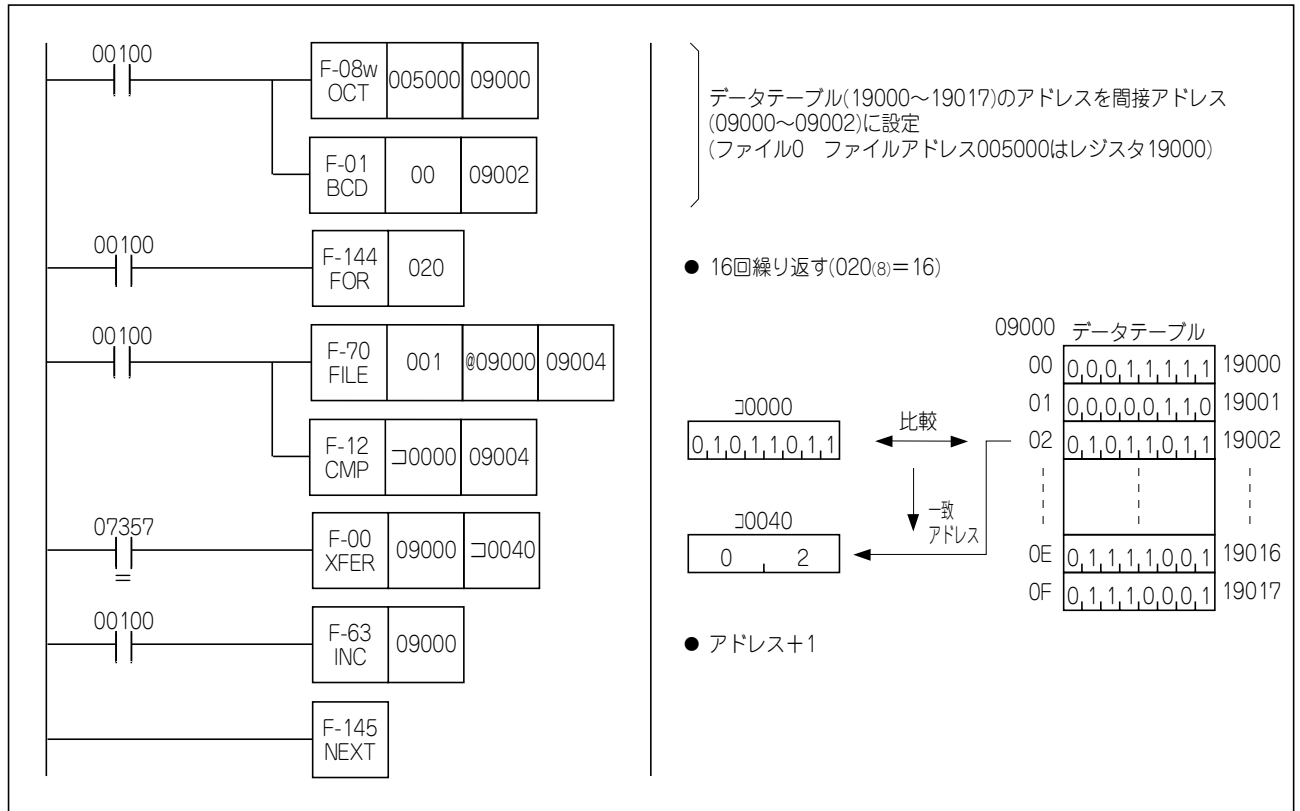 00100
F-08w
OCT
005000
09000
F-01
BCD
00
09002
データテーブル(19000～19017)のアドレスを間接アドレス
(09000～09002)に設定
(ファイル0　ファイルアドレス005000はレジスタ19000)
00100
F-144
FOR
020
● 16回繰り返す(020(8)＝16)
00100
F-70
FILE
001
@09000
09004
F-12
CMP
コ0000
09004
07357
=
F-00
XFER
09000
コ0040
00100
F-63
INC
09000
F-145
NEXT
09000 データテーブル
00 0,0,0,1,1,1,1,1 19000
01 0,0,0,0,0,1,1,0 19001
02 0,1,0,1,1,0,1,1 19002
0E 0,1,1,1,1,0,0,1 19016
0F 0,1,1,1,0,0,0,1 19017
コ0000
0,1,0,1,1,0,1,1
比較
一致
アドレス
コ0040
0 , 2
● アドレス＋1